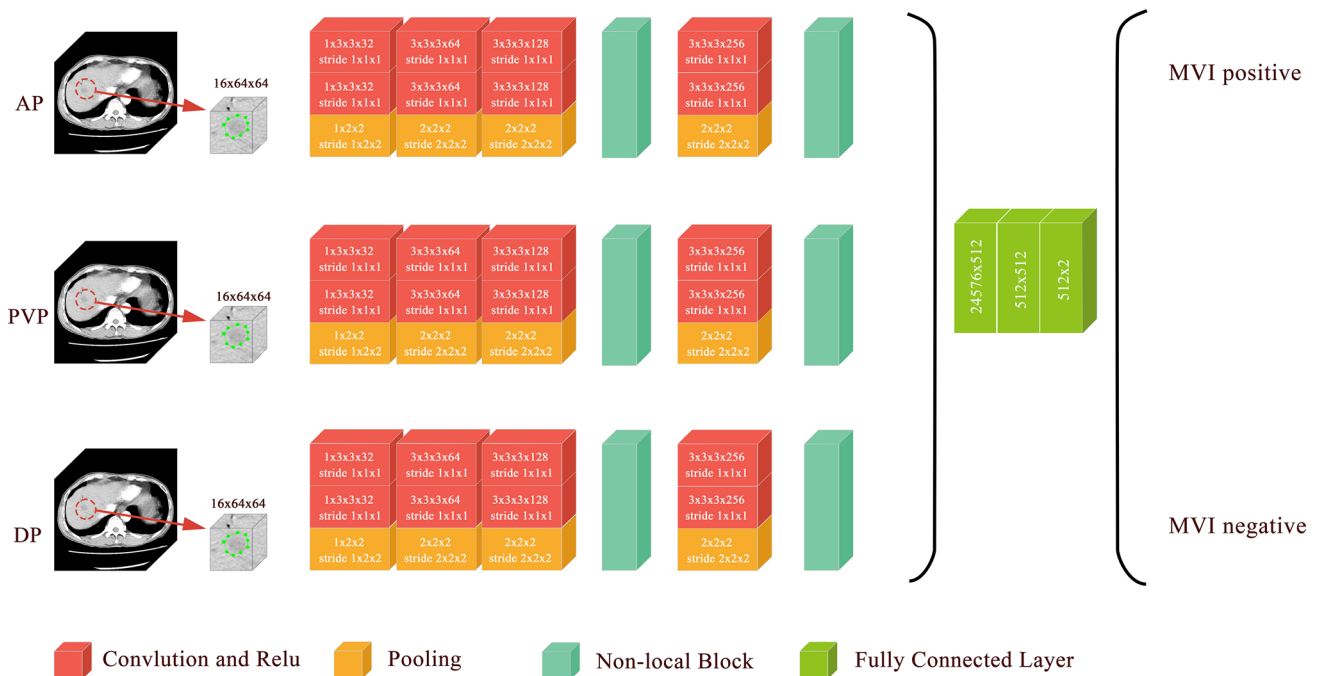 AP
16x64x64
1x3x3x32
stride 1x1x1
1x3x3x32
stride 1x1x1
1x2x2
stride 1x2x2
3x3x3x64
stride 1x1x1
3x3x3x64
stride 1x1x1
2x2x2
stride 2x2x2
3x3x3x128
stride 1x1x1
3x3x3x128
stride 1x1x1
2x2x2
stride 2x2x2
3x3x3x256
stride 1x1x1
3x3x3x256
stride 1x1x1
2x2x2
stride 2x2x2
PVP
16x64x64
1x3x3x32
stride 1x1x1
1x3x3x32
stride 1x1x1
1x2x2
stride 1x2x2
3x3x3x64
stride 1x1x1
3x3x3x64
stride 1x1x1
2x2x2
stride 2x2x2
3x3x3x128
stride 1x1x1
3x3x3x128
stride 1x1x1
2x2x2
stride 2x2x2
3x3x3x256
stride 1x1x1
3x3x3x256
stride 1x1x1
2x2x2
stride 2x2x2
DP
16x64x64
1x3x3x32
stride 1x1x1
1x3x3x32
stride 1x1x1
1x2x2
stride 1x2x2
3x3x3x64
stride 1x1x1
3x3x3x64
stride 1x1x1
2x2x2
stride 2x2x2
3x3x3x128
stride 1x1x1
3x3x3x128
stride 1x1x1
2x2x2
stride 2x2x2
3x3x3x256
stride 1x1x1
3x3x3x256
stride 1x1x1
2x2x2
stride 2x2x2
24576x512
512x512
512x2
MVI positive
MVI negative
Convlution and Relu
Pooling
Non-local Block
Fully Connected Layer